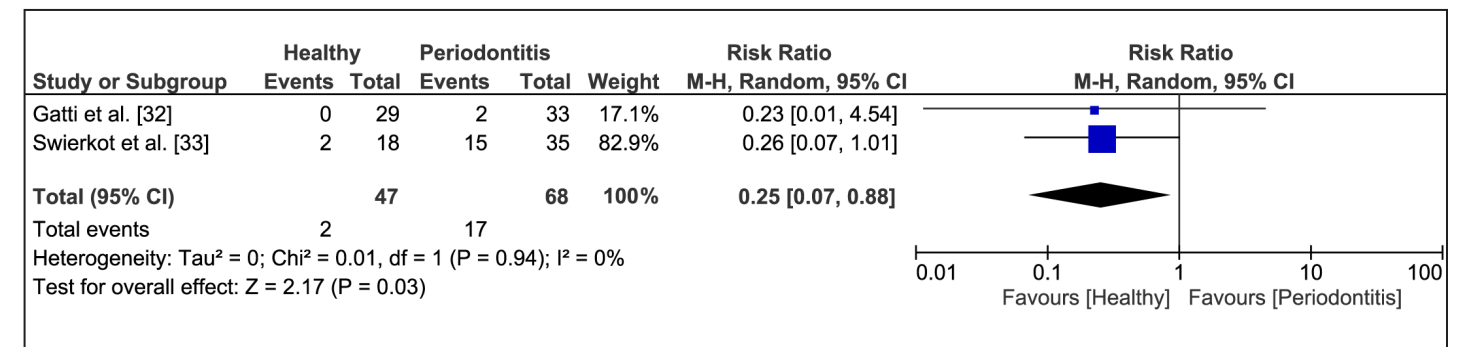 Healthy Periodontitis Risk Ratio Risk Ratio
Study or Subgroup Events Total Events Total Weight M-H, Random, 95% CI M-H, Random, 95% CI
Gatti et al. [32] 0 29 2 33 17.1% 0.23 [0.01, 4.54]
Swierkot et al. [33] 2 18 15 35 82.9% 0.26 [0.07, 1.01]
Total (95% CI) 47 68 100% 0.25 [0.07, 0.88]
Total events 2 17
Heterogeneity: Tau² = 0; Chi² = 0.01, df = 1 (P = 0.94); I² = 0%
Test for overall effect: Z = 2.17 (P = 0.03)
0.01 0.1 1 10 100
Favours [Healthy] Favours [Periodontitis]